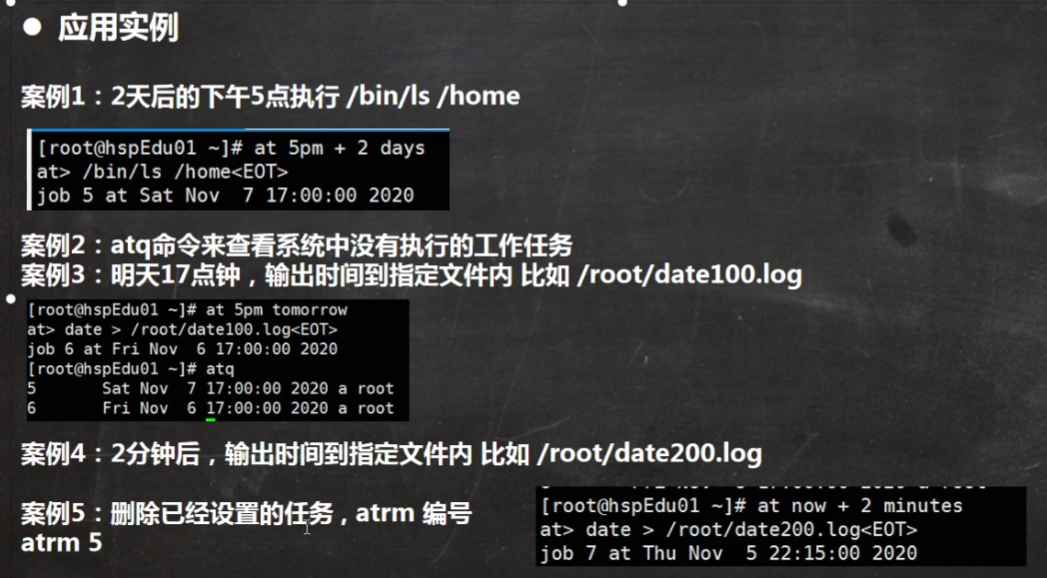 ● 应用实例
案例1：2天后的下午5点执行 /bin/ls /home
[root@hspEdu01 ~]# at 5pm + 2 days
at> /bin/ls /home<EOT>
job 5 at Sat Nov  7 17:00:00 2020
案例2：atq命令来查看系统中没有执行的工作任务
案例3：明天17点钟，输出时间到指定文件内 比如 /root/date100.log
[root@hspEdu01 ~]# at 5pm tomorrow
at> date > /root/date100.log<EOT>
job 6 at Fri Nov  6 17:00:00 2020
[root@hspEdu01 ~]# atq
5       Sat Nov  7 17:00:00 2020 a root
6       Fri Nov  6 17:00:00 2020 a root
案例4：2分钟后，输出时间到指定文件内 比如 /root/date200.log
案例5：删除已经设置的任务，atrm 编号
atrm 5
[root@hspEdu01 ~]# at now + 2 minutes
at> date > /root/date200.log<EOT>
job 7 at Thu Nov  5 22:15:00 2020